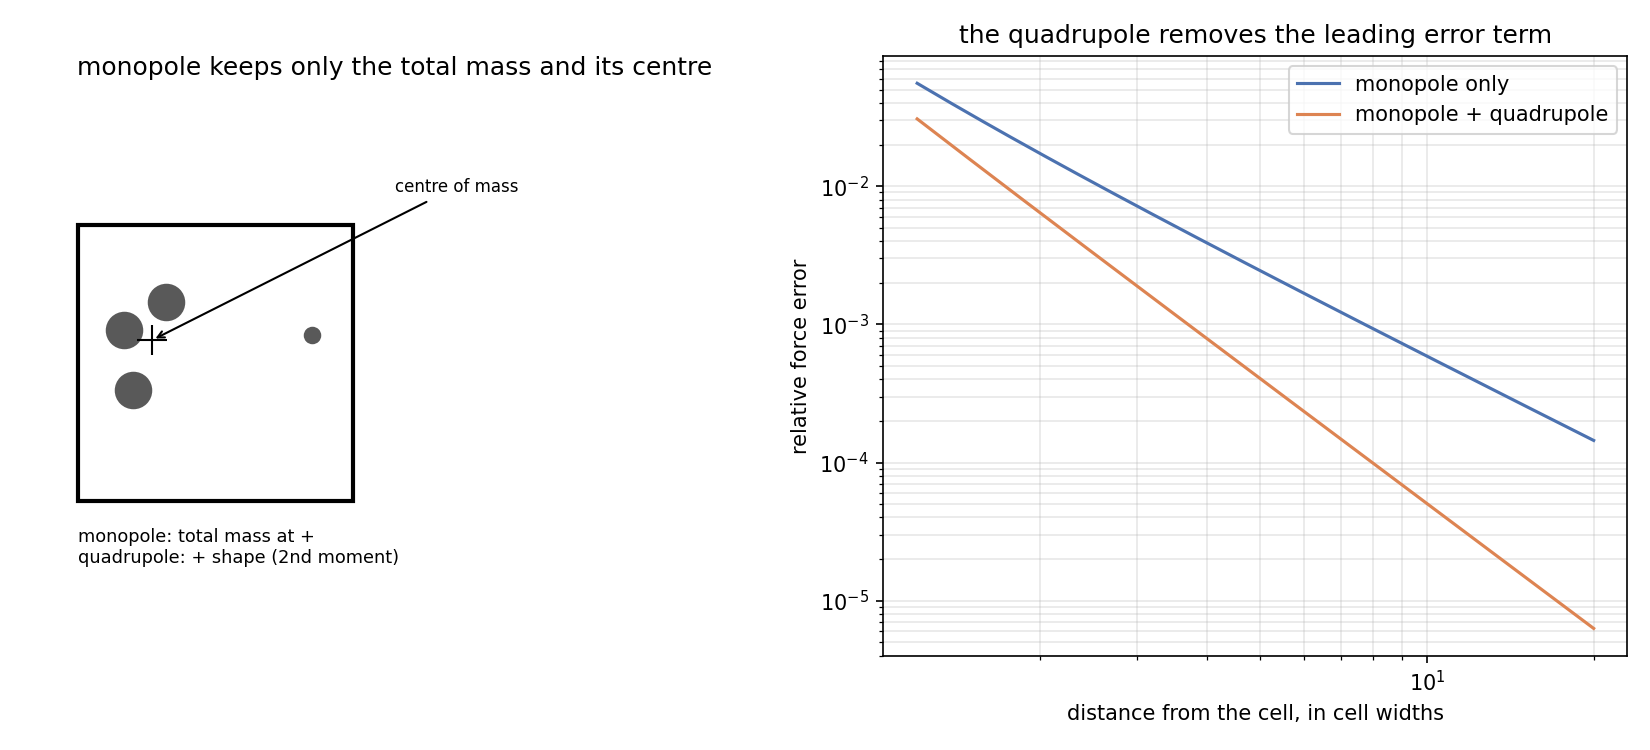 monopole keeps only the total mass and its centre
centre of mass
monopole: total mass at +
quadrupole: + shape (2nd moment)
the quadrupole removes the leading error term
monopole only
monopole + quadrupole
relative force error
10⁻²
10⁻³
10⁻⁴
10⁻⁵
10¹
distance from the cell, in cell widths